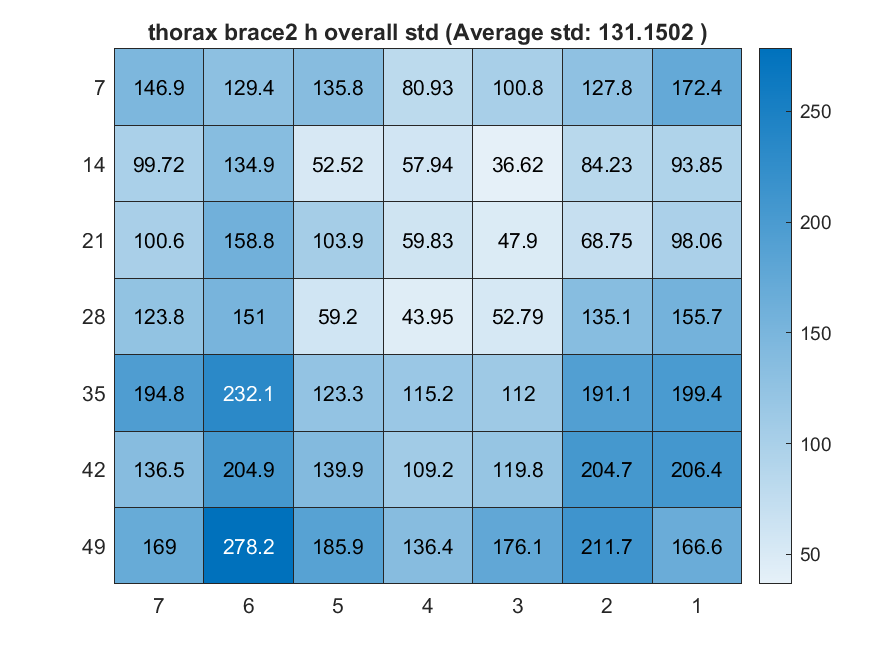 thorax brace2 h overall std (Average std: 131.1502 )
7 146.9 129.4 135.8 80.93 100.8 127.8 172.4
14 99.72 134.9 52.52 57.94 36.62 84.23 93.85
21 100.6 158.8 103.9 59.83 47.9 68.75 98.06
28 123.8 151 59.2 43.95 52.79 135.1 155.7
35 194.8 232.1 123.3 115.2 112 191.1 199.4
42 136.5 204.9 139.9 109.2 119.8 204.7 206.4
49 169 278.2 185.9 136.4 176.1 211.7 166.6
7 6 5 4 3 2 1
250
200
150
100
50